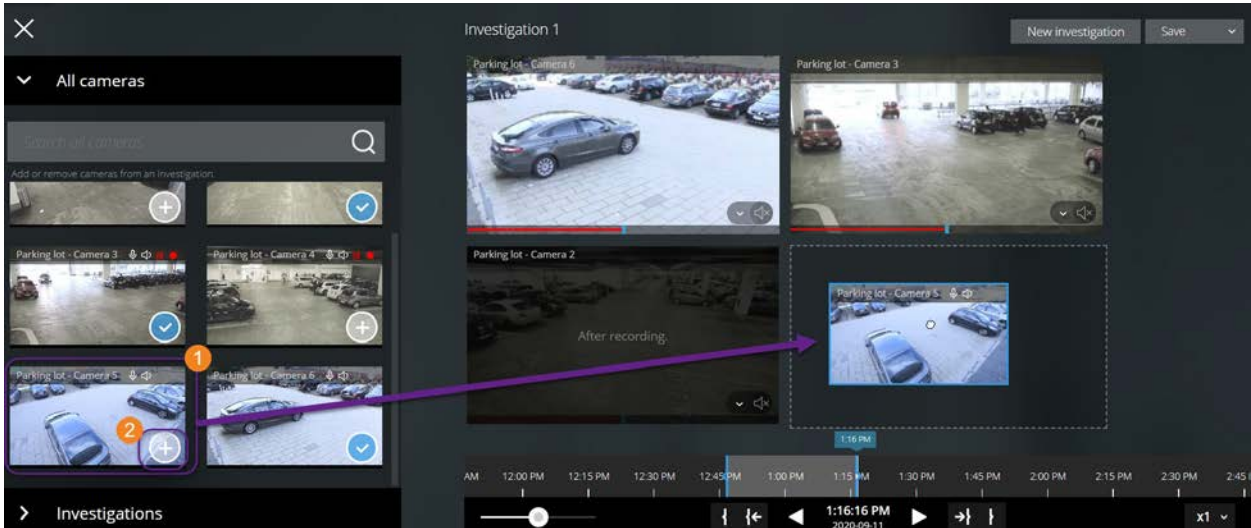 Investigation 1
New investigation
Save
All cameras
Search all cameras
Add or remove cameras from an investigation.
Parking lot - Camera 3
Parking lot - Camera 4
Parking lot - Camera 5
Parking lot - Camera 6
1
2
Investigations
Parking lot - Camera 6
Parking lot - Camera 3
Parking lot - Camera 2
After recording.
Parking lot - Camera 5
1:16 PM
AM 12:00 PM 12:15 PM 12:30 PM 12:45 PM 1:00 PM 1:15 PM 1:30 PM 1:45 PM 2:00 PM 2:15 PM 2:30 PM 2:45
1:16:16 PM
2020-09-11
x1